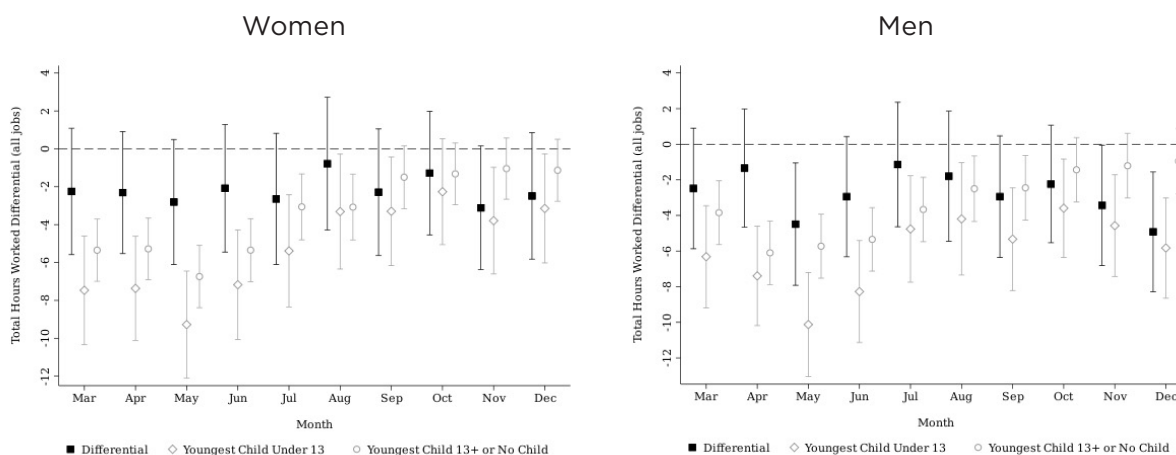 Women
Men
Total Hours Worked Differential (all jobs)
4
2
0
-2
-4
-6
-8
-10
-12
Mar Apr May Jun Jul Aug Sep Oct Nov Dec
Month
Differential Youngest Child Under 13 Youngest Child 13+ or No Child
Total Hours Worked Differential (all jobs)
4
2
0
-2
-4
-6
-8
-10
-12
Mar Apr May Jun Jul Aug Sep Oct Nov Dec
Month
Differential Youngest Child Under 13 Youngest Child 13+ or No Child